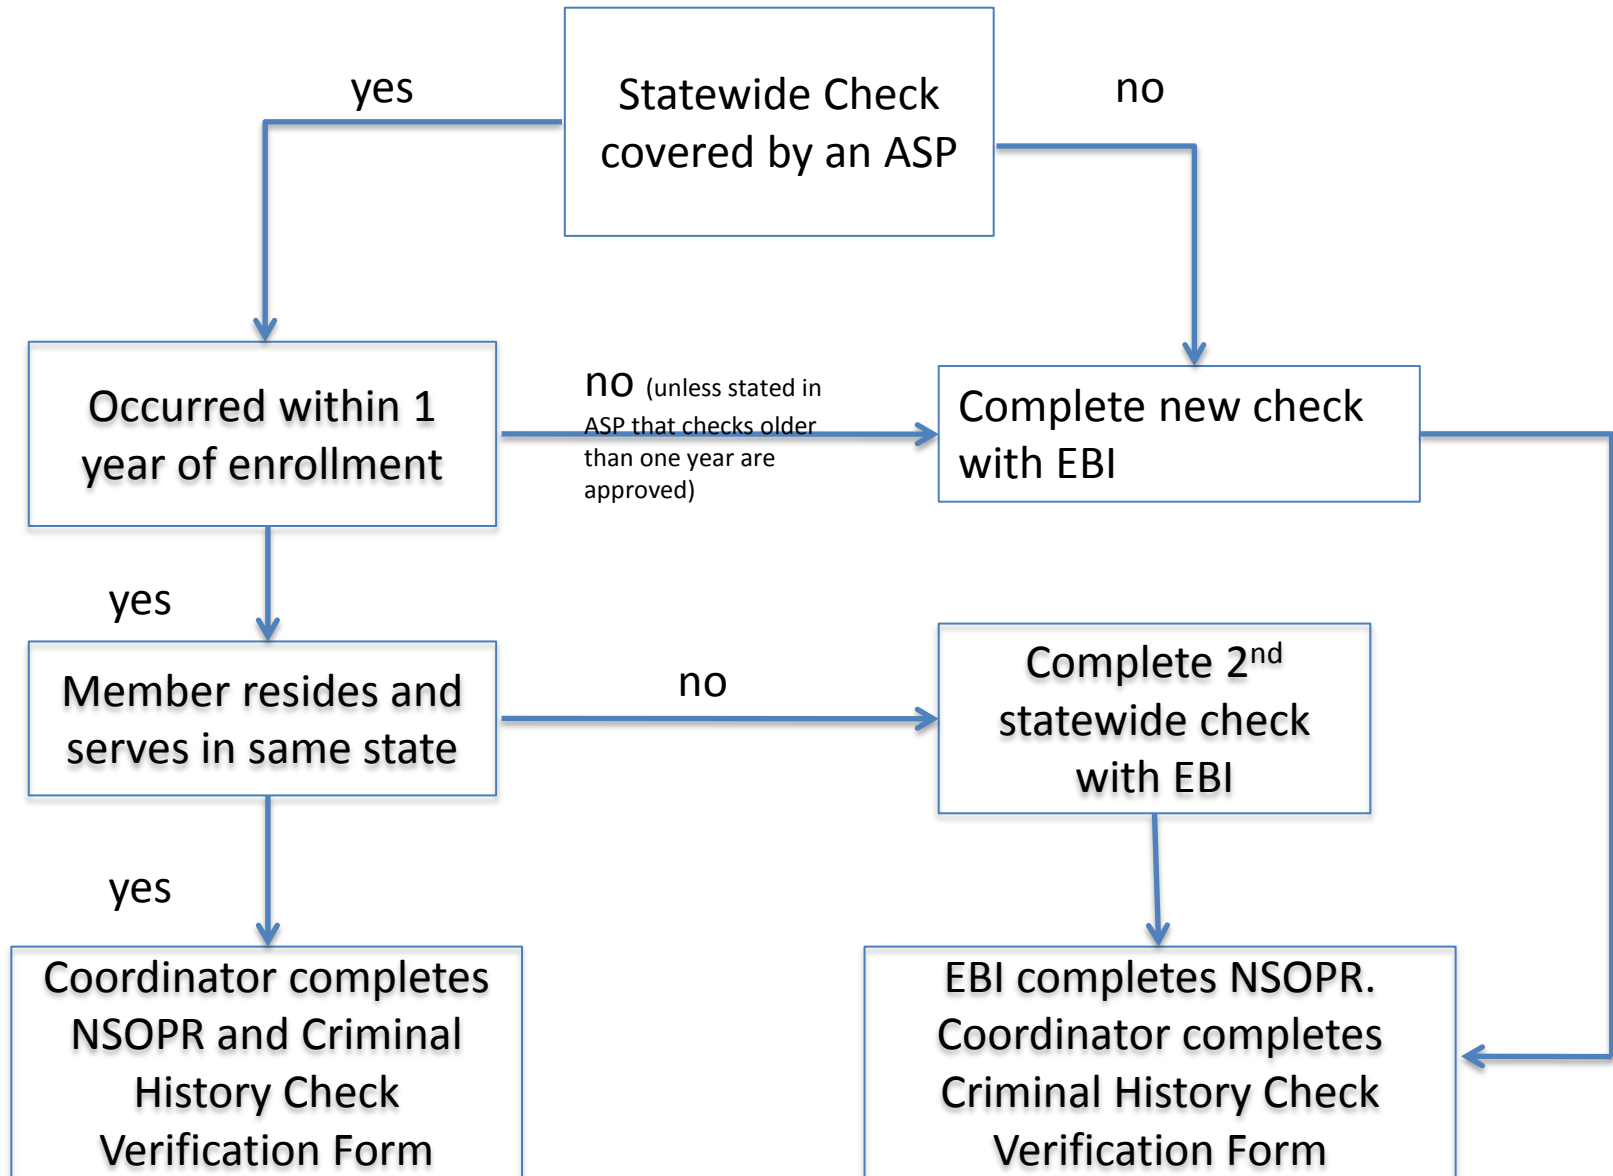 yes
Statewide Check
covered by an ASP
no
Occurred within 1
year of enrollment
no (unless stated in
ASP that checks older
than one year are
approved)
Complete new check
with EBI
yes
Member resides and
serves in same state
no
Complete 2nd
statewide check
with EBI
yes
Coordinator completes
NSOPR and Criminal
History Check
Verification Form
EBI completes NSOPR.
Coordinator completes
Criminal History Check
Verification Form